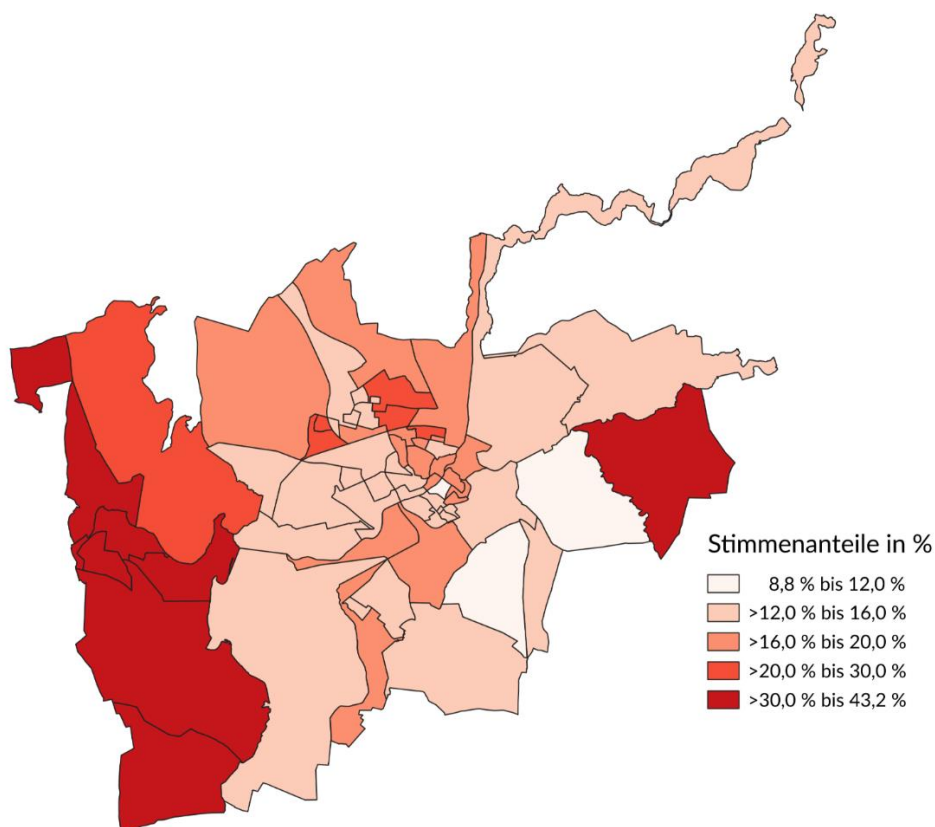 Stimmenanteile in %
8,8 % bis 12,0 %
>12,0 % bis 16,0 %
>16,0 % bis 20,0 %
>20,0 % bis 30,0 %
>30,0 % bis 43,2 %